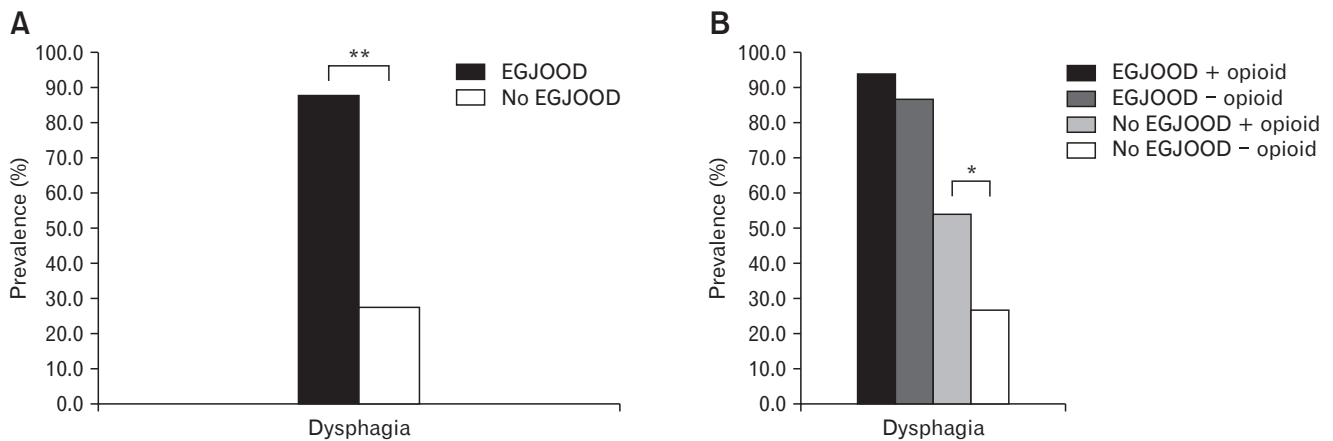 A
100.0
90.0
80.0
70.0
60.0
50.0
40.0
30.0
20.0
10.0
0.0
Prevalence (%)
**
EGJOOD
No EGJOOD
Dysphagia
B
100.0
90.0
80.0
70.0
60.0
50.0
40.0
30.0
20.0
10.0
0.0
Prevalence (%)
*
EGJOOD + opioid
EGJOOD − opioid
No EGJOOD + opioid
No EGJOOD − opioid
Dysphagia